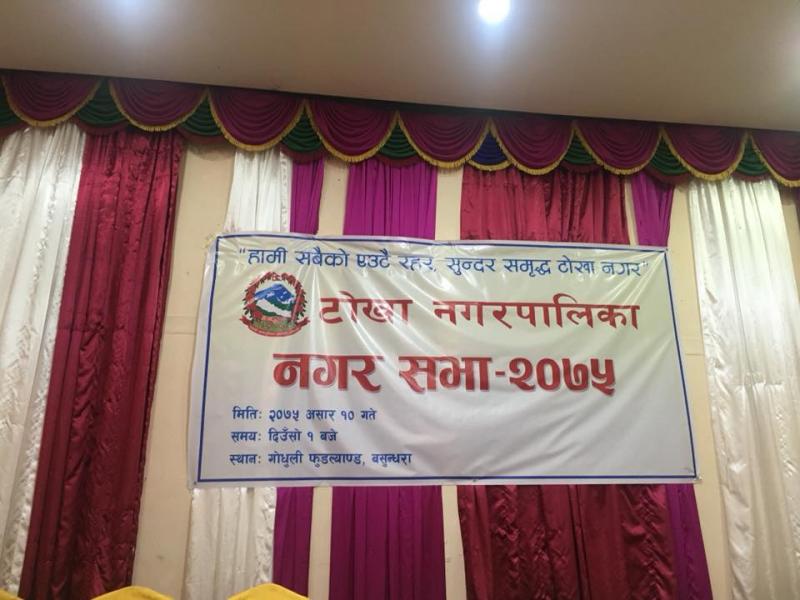 "हामी सबैको एउटै रहर, सुन्दर समृद्ध टोखा नगर"
टोखा नगरपालिका
नगर सभा-२०७५
मितिः २०७५ असार १० गते
समयः दिउँसो १ बजे
स्थानः गोधुली फुडल्याण्ड, बसुन्धरा